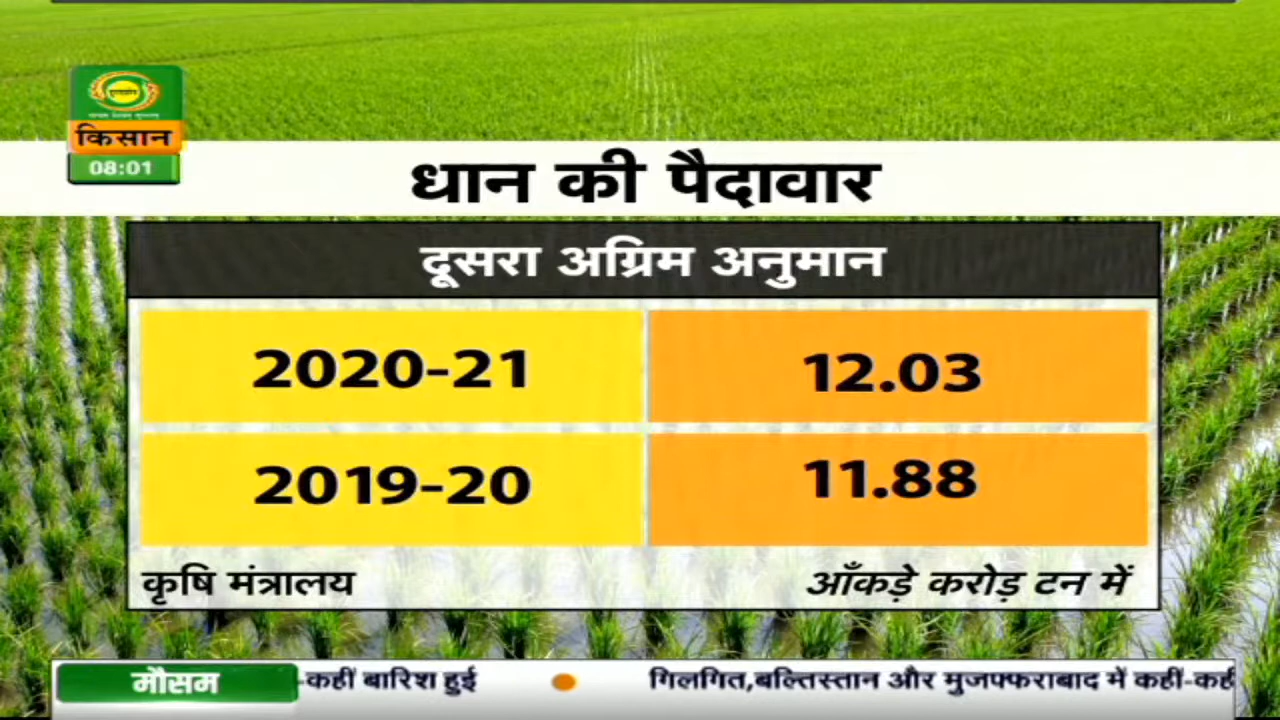 किसान
08:01
धान की पैदावार
दूसरा अग्रिम अनुमान
2020-21 12.03
2019-20 11.88
कृषि मंत्रालय आँकड़े करोड़ टन में
मौसम -कहीं बारिश हुई गिलगित,बल्तिस्तान और मुजफ्फराबाद में कहीं-कहीं